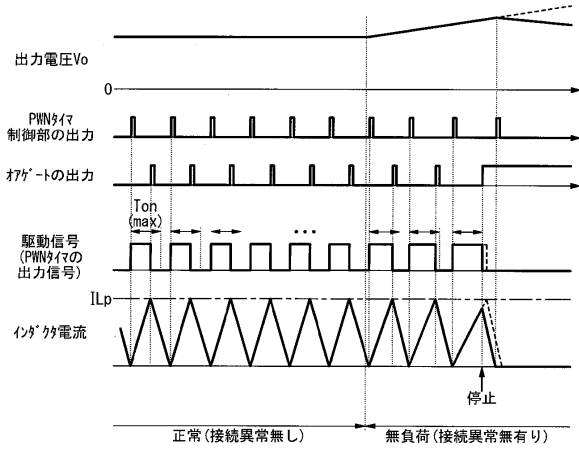 出力電圧Vo
0
PWNﾀｲﾏ
制御部の出力
ｵｱｹﾞｰﾄの出力
Ton
(max)
・・・
駆動信号
(PWNﾀｲﾏの
出力信号)
ILp
ｲﾝﾀﾞｸﾀ電流
停止
正常(接続異常無し)
無負荷(接続異常無有り)